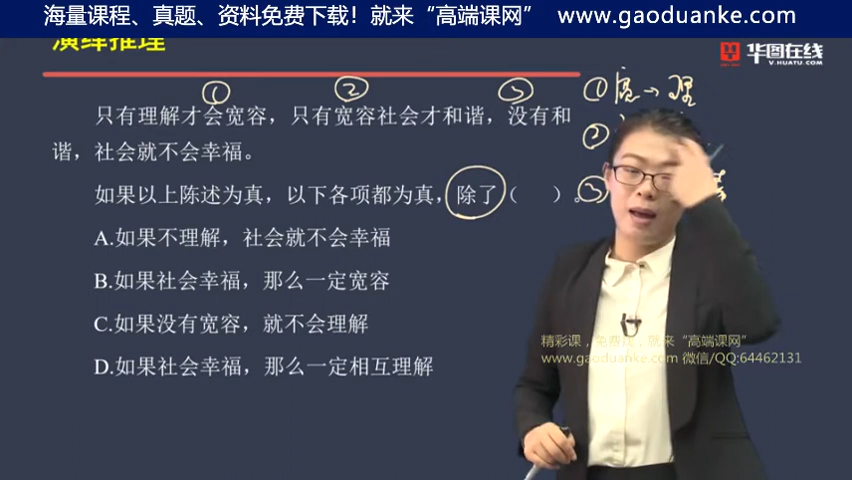 海量课程、真题、资料免费下载！就来“高端课网” www.gaoduanke.com
演绎推理
华图在线
V.HUATU.COM
① ② ③
① 宽→理
只有理解才会宽容，只有宽容社会才和谐，没有和
②
谐，社会就不会幸福。
如果以上陈述为真，以下各项都为真，除了（ ）。
③
A.如果不理解，社会就不会幸福
B.如果社会幸福，那么一定宽容
C.如果没有宽容，就不会理解
精彩课，免费，就来“高端课网”
www.gaoduanke.com 微信/QQ:64462131
D.如果社会幸福，那么一定相互理解